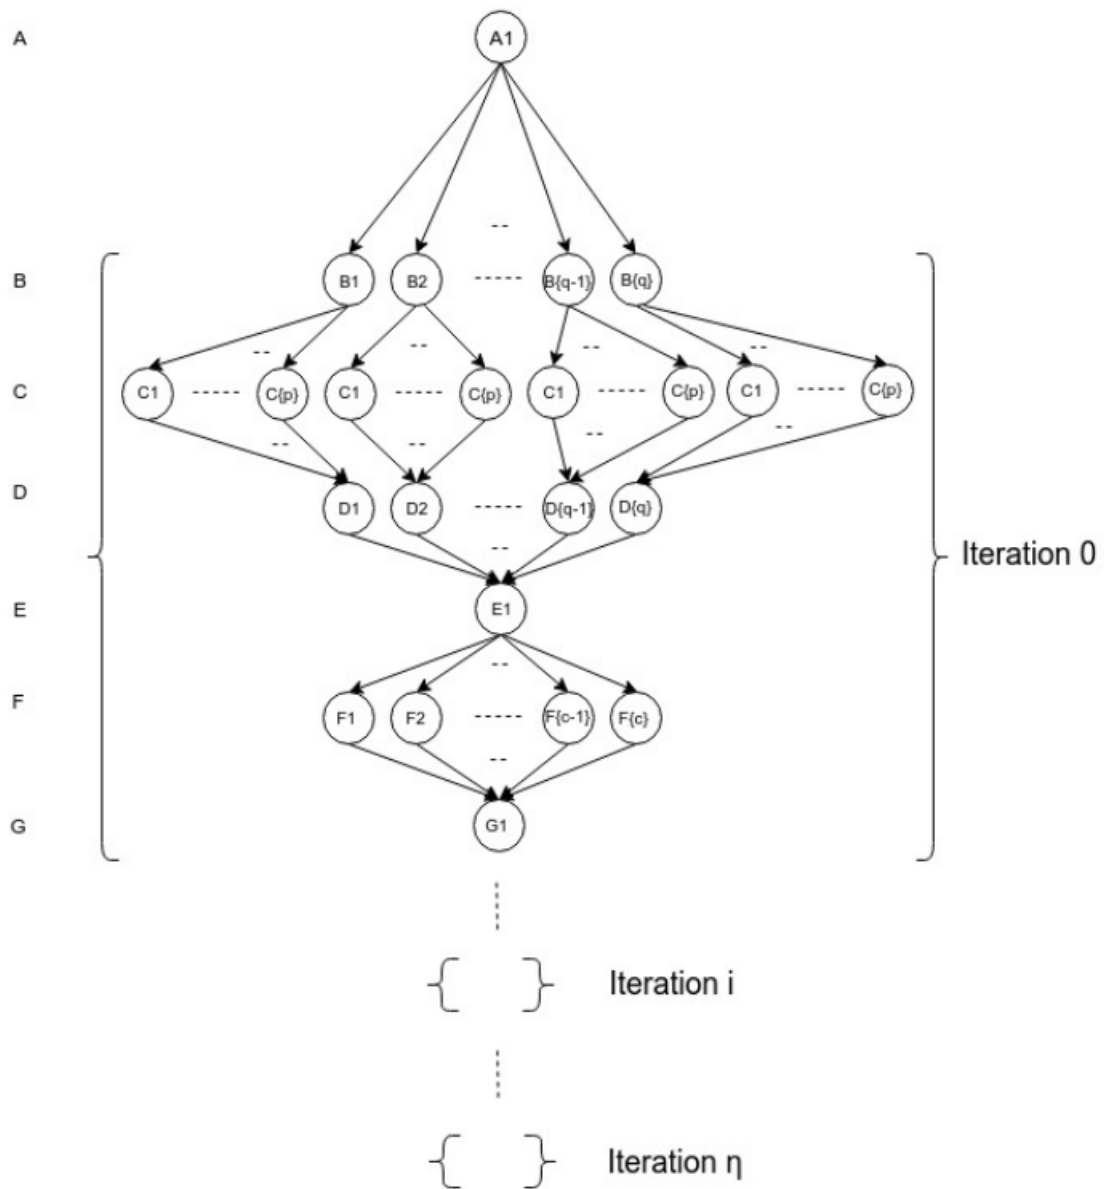 A A1
B B1 B2 B{q-1} B{q}
C C1 C{p} C1 C{p} C1 C{p} C1 C{p}
D D1 D2 D{q-1} D{q}
Iteration 0
E E1
F F1 F2 F{c-1} F{c}
G G1
Iteration i
Iteration η